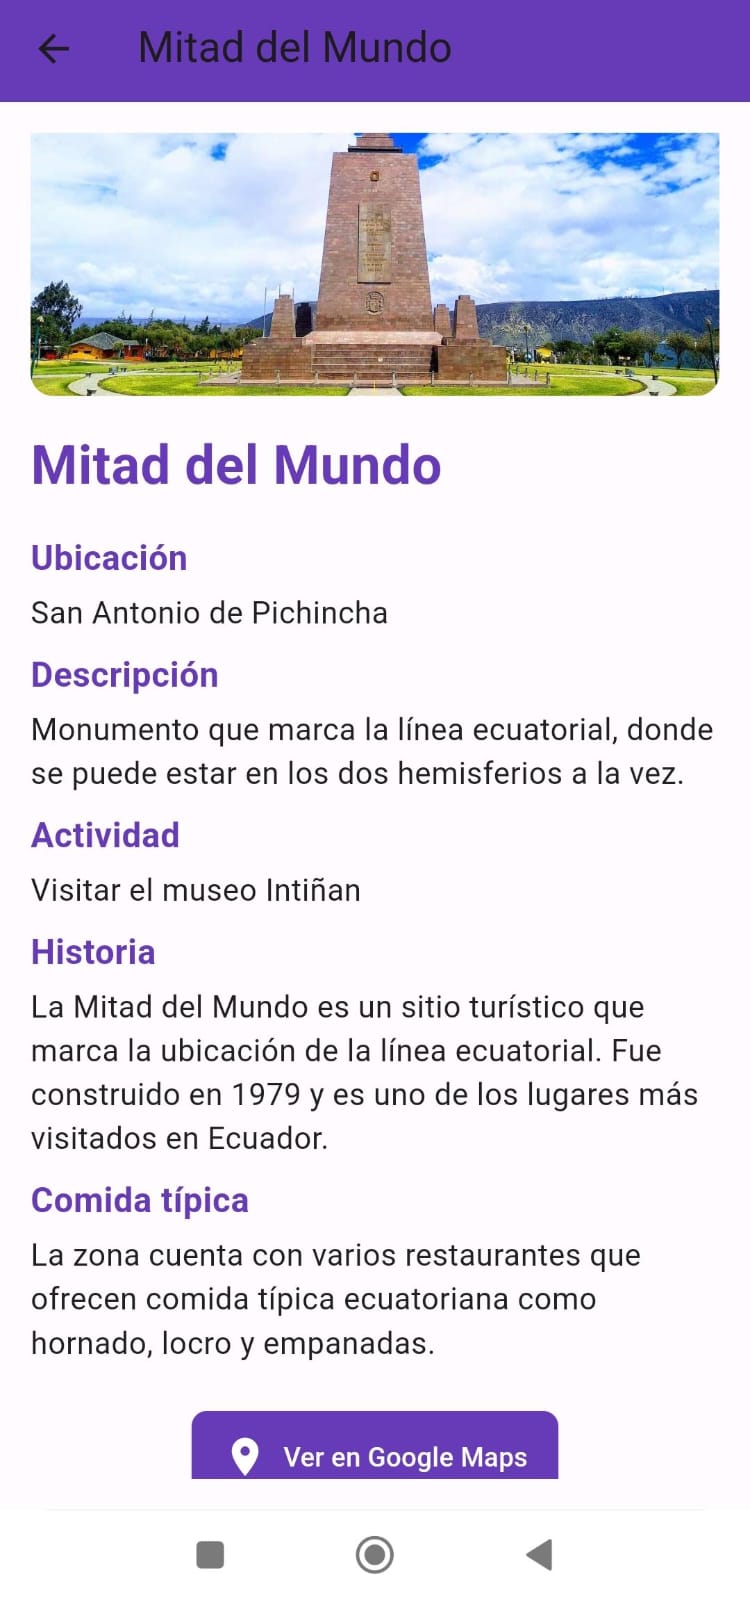 Mitad del Mundo
Mitad del Mundo
Ubicación
San Antonio de Pichincha
Descripción
Monumento que marca la línea ecuatorial, donde
se puede estar en los dos hemisferios a la vez.
Actividad
Visitar el museo Intiñan
Historia
La Mitad del Mundo es un sitio turístico que
marca la ubicación de la línea ecuatorial. Fue
construido en 1979 y es uno de los lugares más
visitados en Ecuador.
Comida típica
La zona cuenta con varios restaurantes que
ofrecen comida típica ecuatoriana como
hornado, locro y empanadas.
Ver en Google Maps